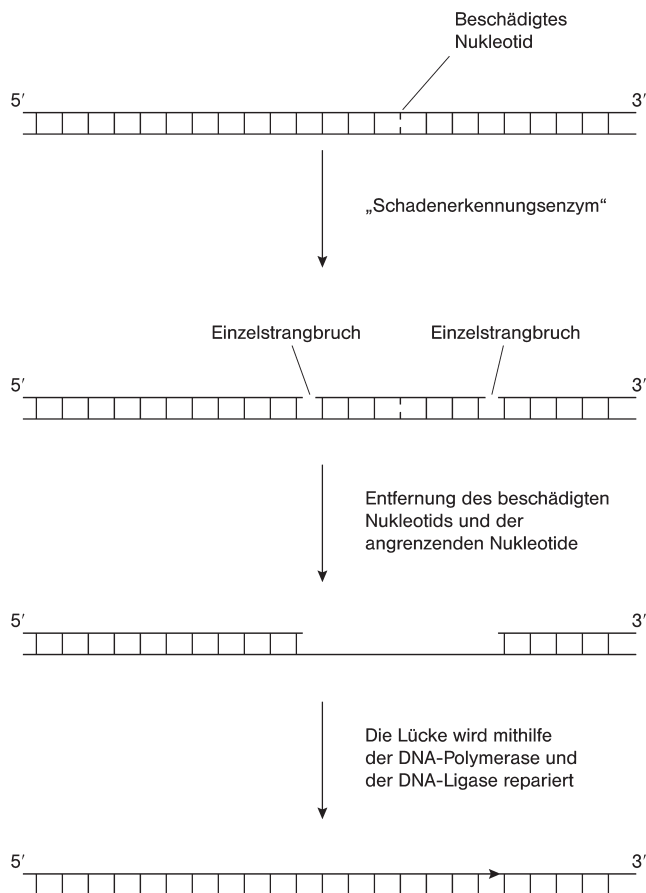 Beschädigtes
Nukleotid
5′ 3′
„Schadenerkennungsenzym“
Einzelstrangbruch Einzelstrangbruch
5′ 3′
Entfernung des beschädigten
Nukleotids und der
angrenzenden Nukleotide
5′ 3′
Die Lücke wird mithilfe
der DNA-Polymerase und
der DNA-Ligase repariert
5′ 3′